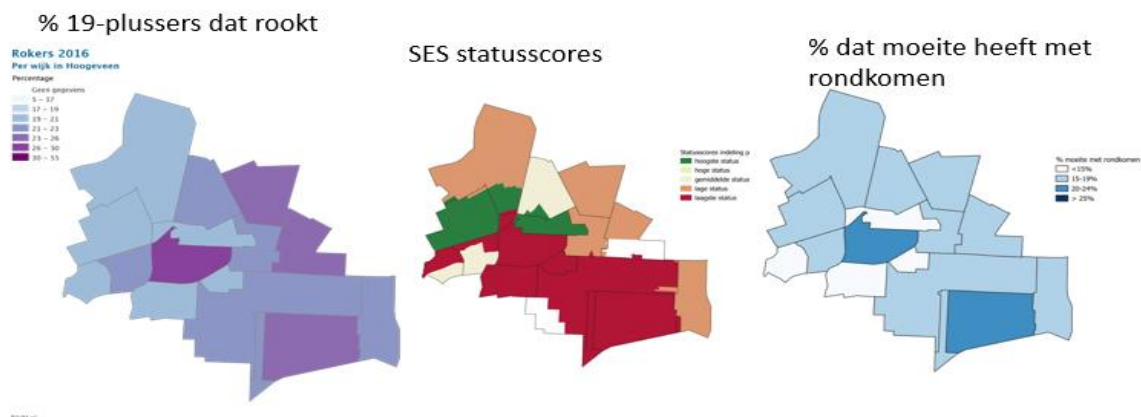 % 19-plussers dat rookt
Rokers 2016
Per wijk in Hoogeveen
Percentage
Geen gegevens
5 - 17
17 - 19
19 - 21
21 - 23
23 - 26
26 - 30
30 - 55
SES statusscores
Statusscores indeling p
hoogste status
hoge status
gemiddelde status
lage status
laagste status
% dat moeite heeft met
rondkomen
% moeite met rondkomen
<15%
15-19%
20-24%
> 25%